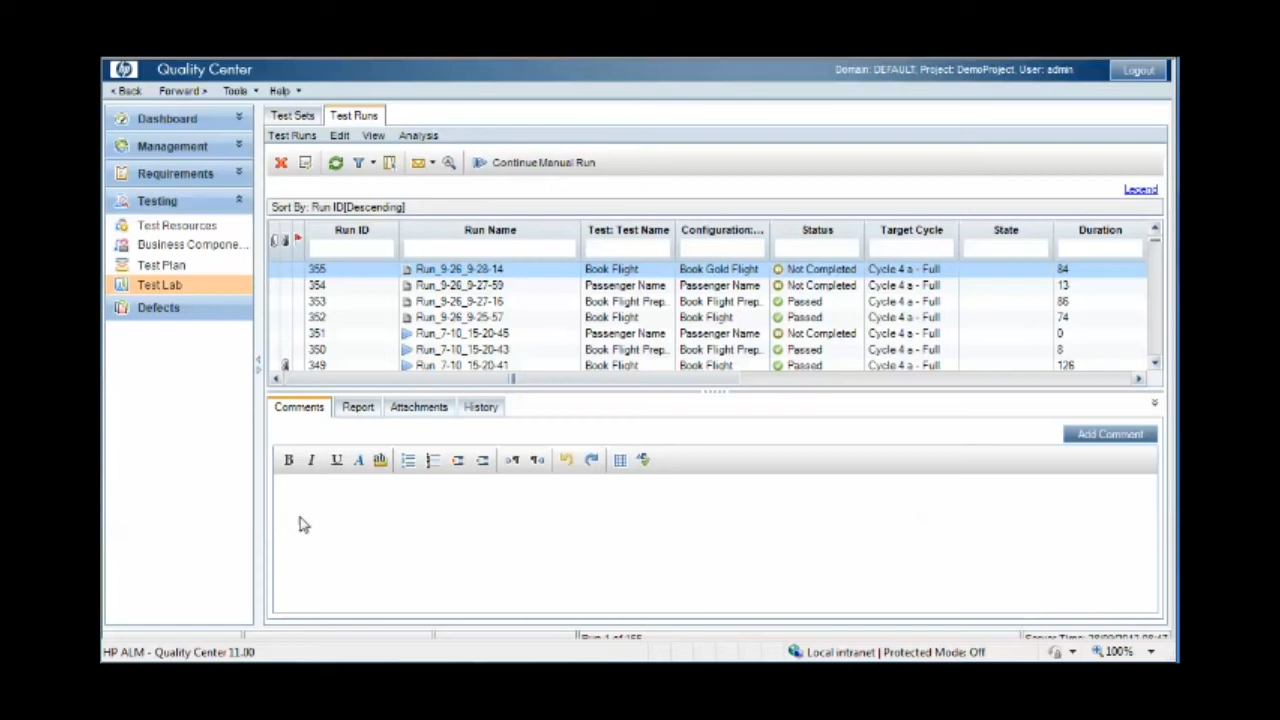 hp Quality Center Domain: DEFAULT, Project: DemoProject, User: admin Logout
< Back Forward > Tools Help
Dashboard
Management
Requirements
Testing
Test Resources
Business Compone...
Test Plan
Test Lab
Defects
Test Sets Test Runs
Test Runs Edit View Analysis
Continue Manual Run
Legend
Sort By: Run ID[Descending]
Run ID Run Name Test: Test Name Configuration:... Status Target Cycle State Duration
355 Run_9-26_9-28-14 Book Flight Book Gold Flight Not Completed Cycle 4 a - Full 84
354 Run_9-26_9-27-59 Passenger Name Passenger Name Not Completed Cycle 4 a - Full 13
353 Run_9-26_9-27-16 Book Flight Prep.. Book Flight Prep.. Passed Cycle 4 a - Full 86
352 Run_9-26_9-25-57 Book Flight Book Flight Passed Cycle 4 a - Full 74
351 Run_7-10_15-20-45 Passenger Name Passenger Name Not Completed Cycle 4 a - Full 0
350 Run_7-10_15-20-43 Book Flight Prep.. Book Flight Prep.. Passed Cycle 4 a - Full 8
349 Run_7-10_15-20-41 Book Flight Book Flight Passed Cycle 4 a - Full 126
Comments Report Attachments History
Add Comment
B I U A ab
Run 1 of 155
HP ALM - Quality Center 11.00 Local intranet | Protected Mode: Off 100%